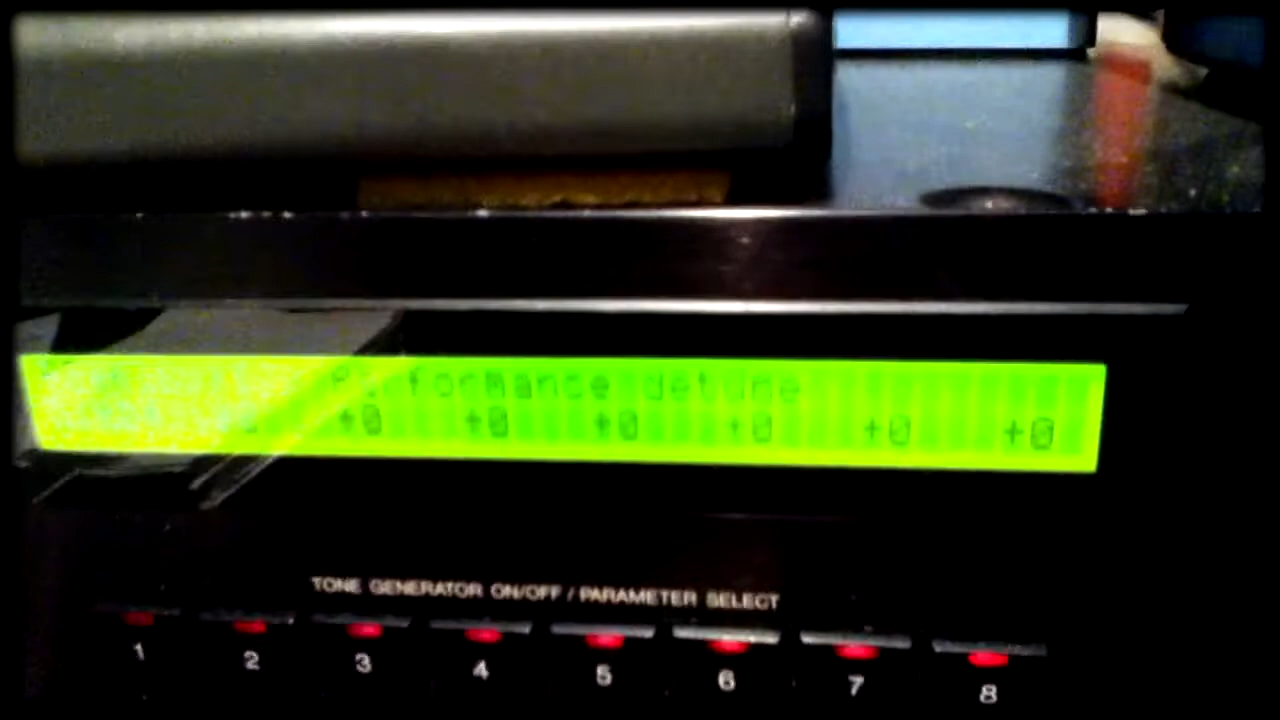 Performance detune
+0 +0 +0 +0 +0 +0
TONE GENERATOR ON/OFF / PARAMETER SELECT
1 2 3 4 5 6 7 8